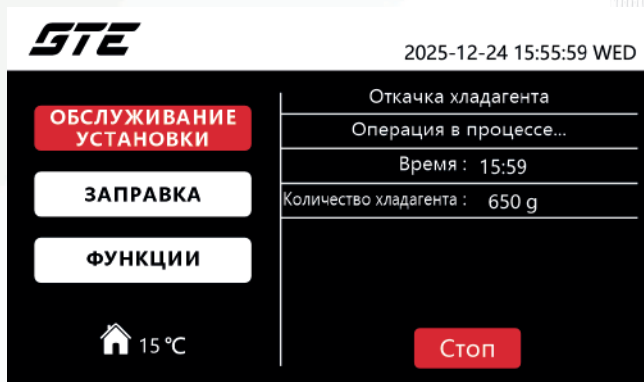 GTE
2025-12-24 15:55:59 WED
ОБСЛУЖИВАНИЕ
УСТАНОВКИ
ЗАПРАВКА
ФУНКЦИИ
15 ℃
Откачка хладагента
Операция в процессе...
Время : 15:59
Количество хладагента : 650 g
Стоп